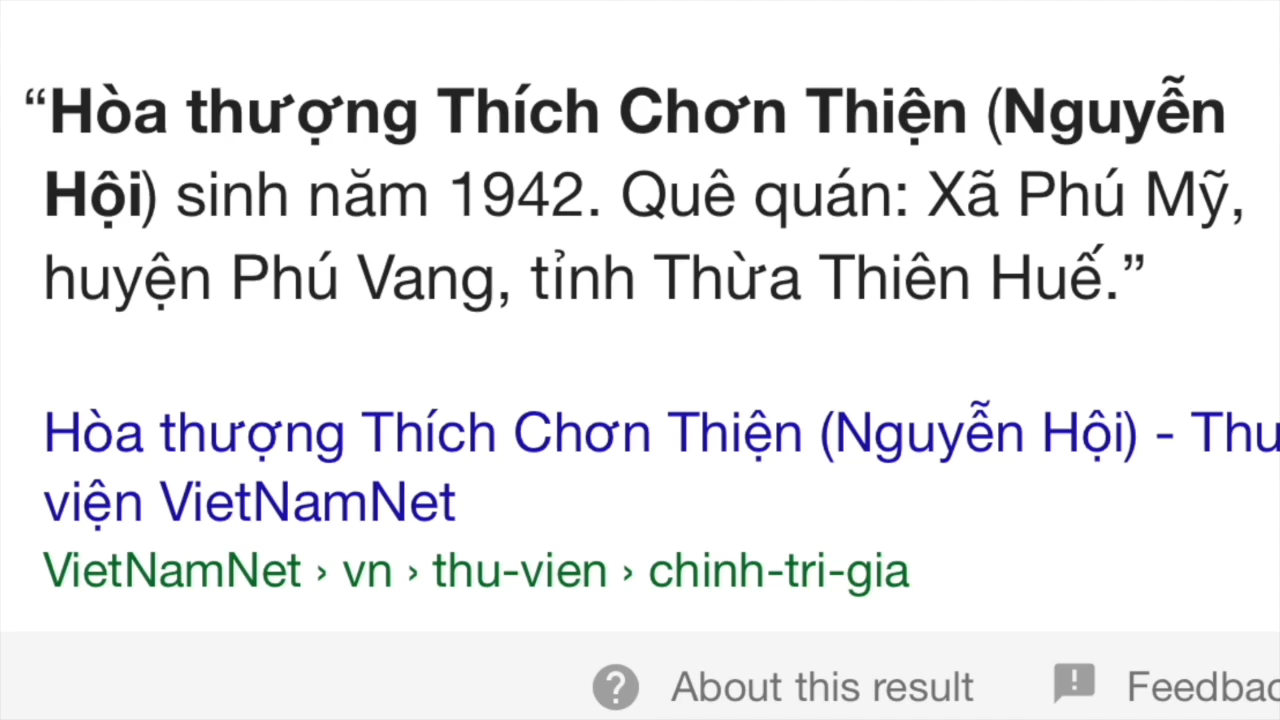 “Hòa thượng Thích Chơn Thiện (Nguyễn
Hội) sinh năm 1942. Quê quán: Xã Phú Mỹ,
huyện Phú Vang, tỉnh Thừa Thiên Huế.”
Hòa thượng Thích Chơn Thiện (Nguyễn Hội) - Thu
viện VietNamNet
VietNamNet › vn › thu-vien › chinh-tri-gia
About this result
Feedbac